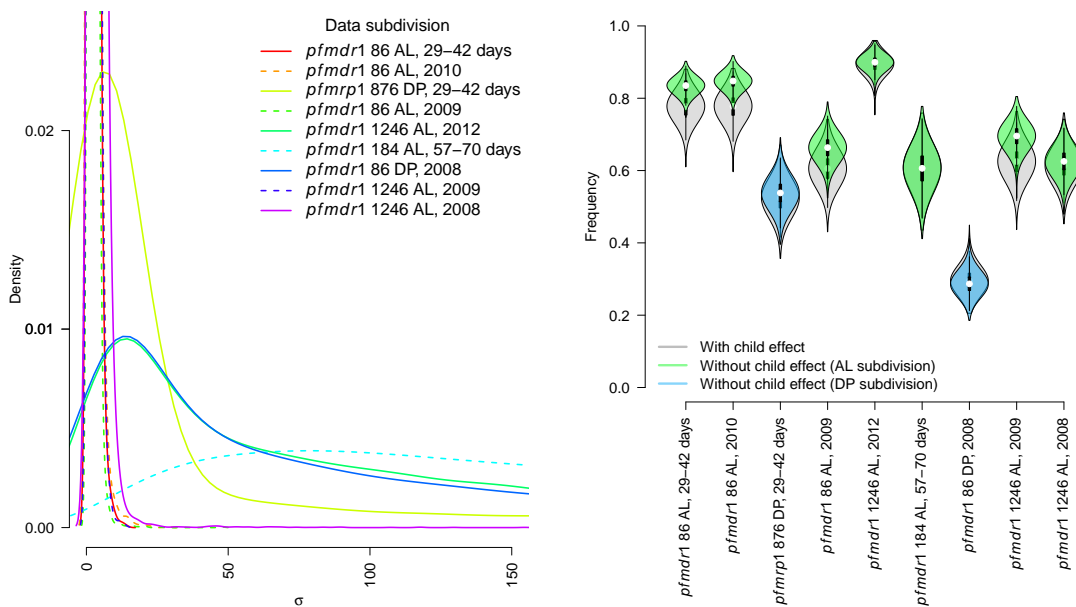 Data subdivision
pfmdr1 86 AL, 29−42 days
pfmdr1 86 AL, 2010
pfmrp1 876 DP, 29−42 days
pfmdr1 86 AL, 2009
pfmdr1 1246 AL, 2012
pfmdr1 184 AL, 57−70 days
pfmdr1 86 DP, 2008
pfmdr1 1246 AL, 2009
pfmdr1 1246 AL, 2008
Density
0.02
0.01
0.00
0
50
100
150
σ
Frequency
1.0
0.8
0.6
0.4
0.2
0.0
With child effect
Without child effect (AL subdivision)
Without child effect (DP subdivision)
pfmdr1 86 AL, 29−42 days
pfmdr1 86 AL, 2010
pfmrp1 876 DP, 29−42 days
pfmdr1 86 AL, 2009
pfmdr1 1246 AL, 2012
pfmdr1 184 AL, 57−70 days
pfmdr1 86 DP, 2008
pfmdr1 1246 AL, 2009
pfmdr1 1246 AL, 2008